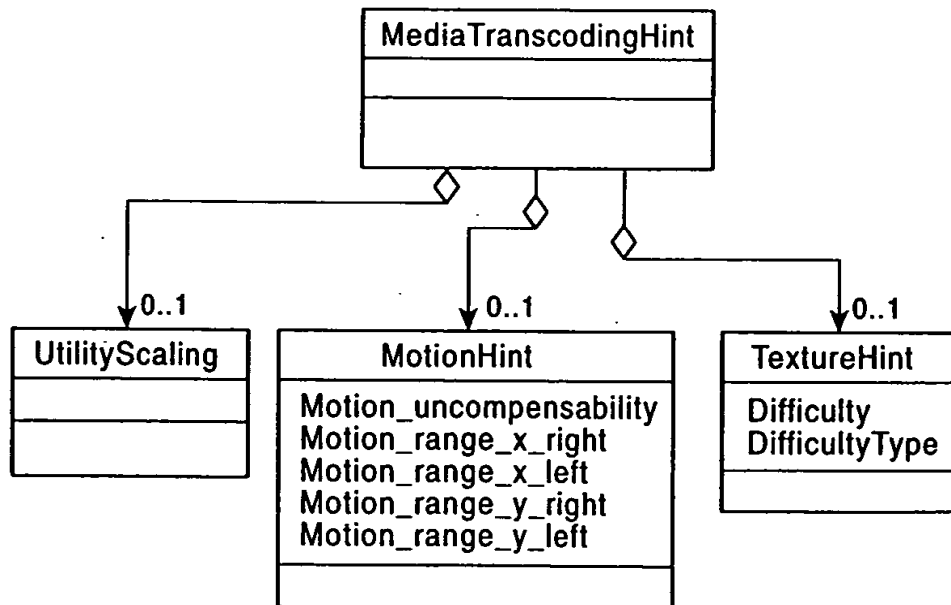 MediaTranscodingHint
0..1
0..1
0..1
UtilityScaling
MotionHint
Motion_uncompensability
Motion_range_x_right
Motion_range_x_left
Motion_range_y_right
Motion_range_y_left
TextureHint
Difficulty
DifficultyType